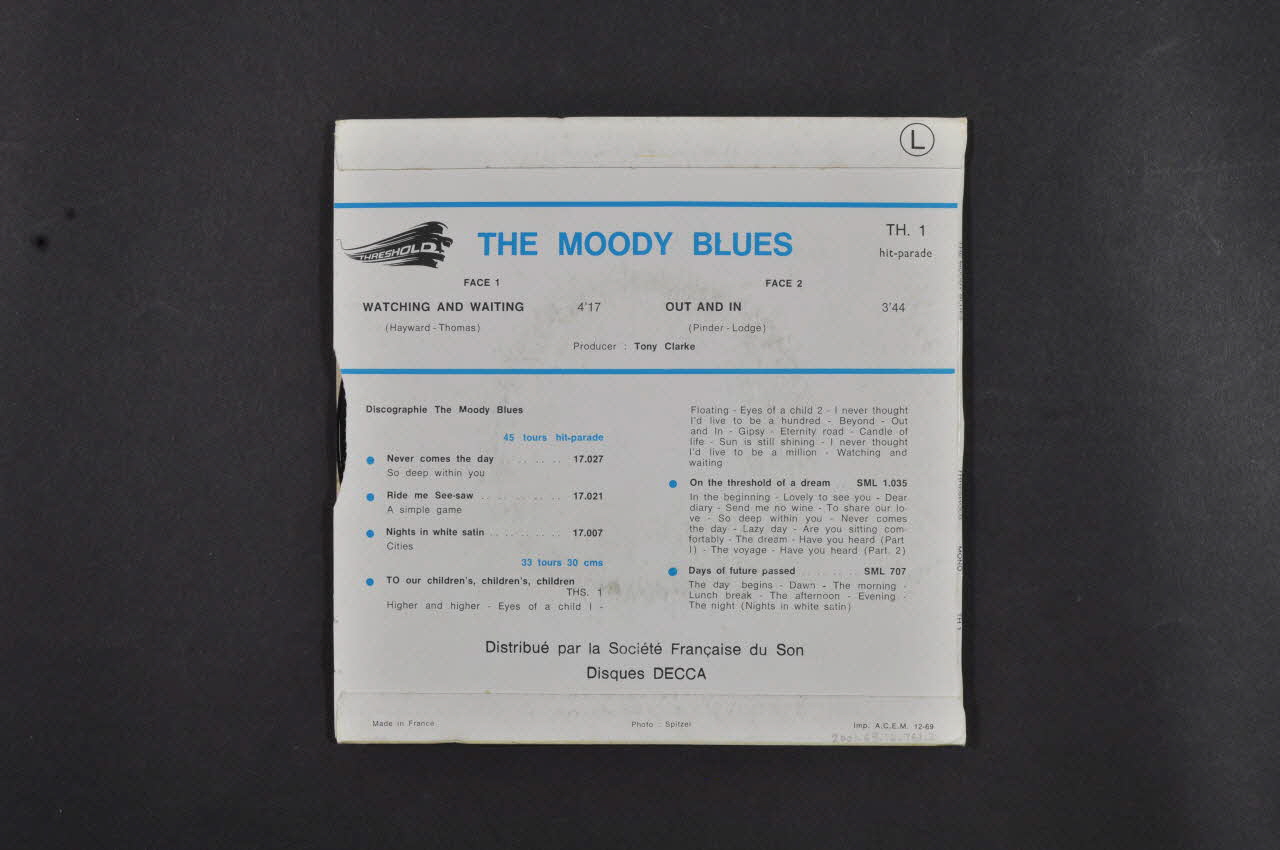 L
THRESHOLD
THE MOODY BLUES
TH. 1
hit-parade
FACE 1
WATCHING AND WAITING 4'17
(Hayward - Thomas)
FACE 2
OUT AND IN 3'44
(Pinder - Lodge)
Producer : Tony Clarke
Discographie The Moody Blues
45 tours hit-parade
Never comes the day . . . . . . . 17.027
So deep within you
Ride me See-saw . . . . . . . . . 17.021
A simple game
Nights in white satin . . . . . . . . 17.007
Cities
33 tours 30 cms
TO our children's, children's, children
THS. 1
Higher and higher - Eyes of a child I -
Floating - Eyes of a child 2 - I never thought
I'd live to be a hundred - Beyond - Out
and In - Gipsy - Eternity road - Candle of
life - Sun is still shining - I never thought
I'd live to be a million - Watching and
waiting
On the threshold of a dream . . SML 1.035
In the beginning - Lovely to see you - Dear
diary - Send me no wine - To share our lo-
ve - So deep within you - Never comes
the day - Lazy day - Are you sitting com-
fortably - The dream - Have you heard (Part
I) - The voyage - Have you heard (Part. 2)
Days of future passed . . . . . . . . SML 707
The day begins - Dawn - The morning -
Lunch break - The afternoon - Evening -
The night (Nights in white satin)
Distribué par la Société Française du Son
Disques DECCA
Made in France
Photo : Spitzel
Imp. A.C.E.M. 12-69
MONO
TH 1